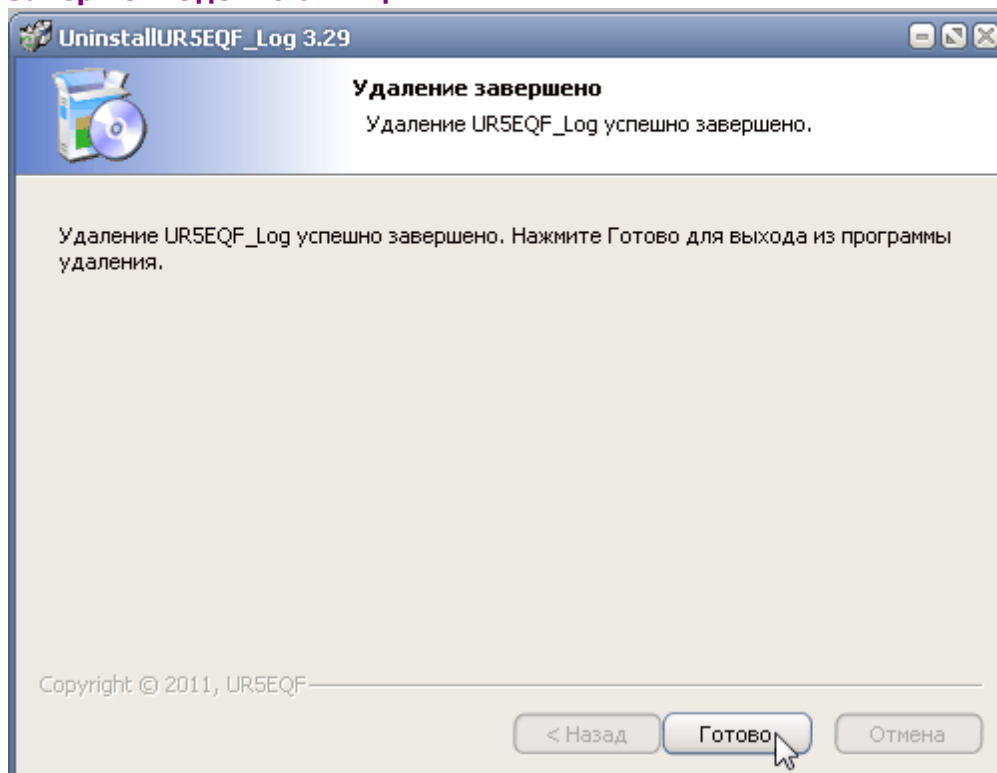 UninstallUR5EQF_Log 3.29
Удаление завершено
Удаление UR5EQF_Log успешно завершено.
Удаление UR5EQF_Log успешно завершено. Нажмите Готово для выхода из программы
удаления.
Copyright © 2011, UR5EQF
< Назад Готово Отмена